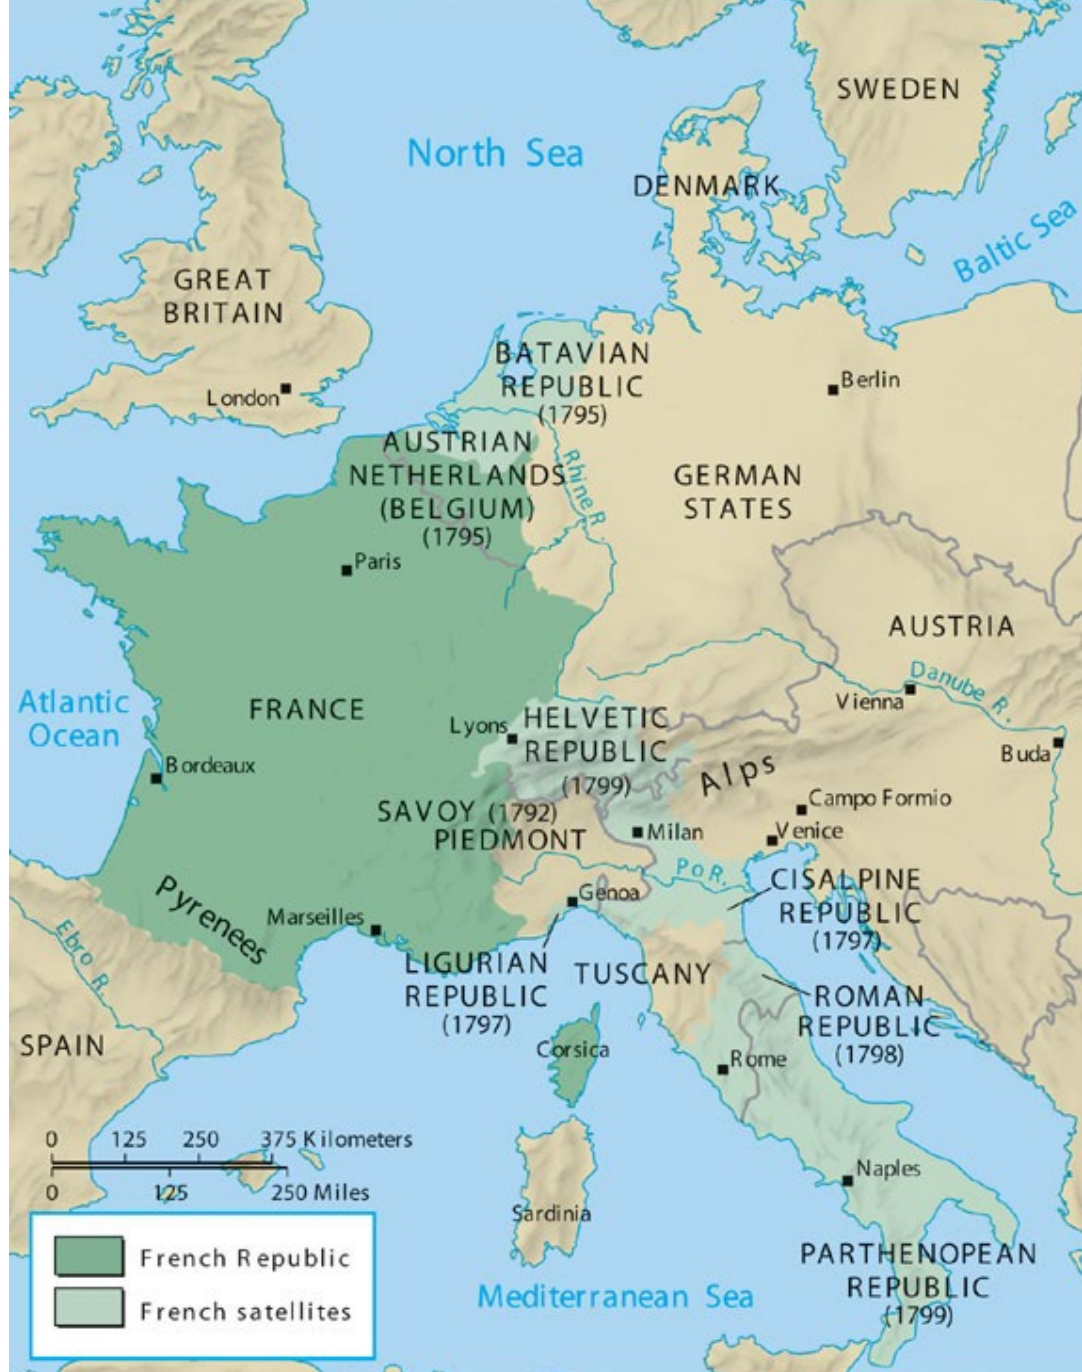 SWEDEN
North Sea
DENMARK
Baltic Sea
GREAT
BRITAIN
London
BATAVIAN
REPUBLIC
(1795)
Berlin
AUSTRIAN
NETHERLANDS
(BELGIUM)
(1795)
Rhine R.
GERMAN
STATES
Paris
AUSTRIA
Atlantic
Ocean
FRANCE
Danube R.
Vienna
Lyons
HELVETIC
REPUBLIC
(1799)
Buda
Bordeaux
Alps
SAVOY (1792)
PIEDMONT
Campo Formio
Milan
Venice
Po R.
Pyrenees
Genoa
CISALPINE
REPUBLIC
(1797)
Marseilles
Ebro R.
LIGURIAN
REPUBLIC
(1797)
TUSCANY
ROMAN
REPUBLIC
(1798)
SPAIN
Corsica
Rome
0 125 250 375 Kilometers
0 125 250 Miles
Naples
Sardinia
French Republic
French satellites
Mediterranean Sea
PARTHENOPEAN
REPUBLIC
(1799)